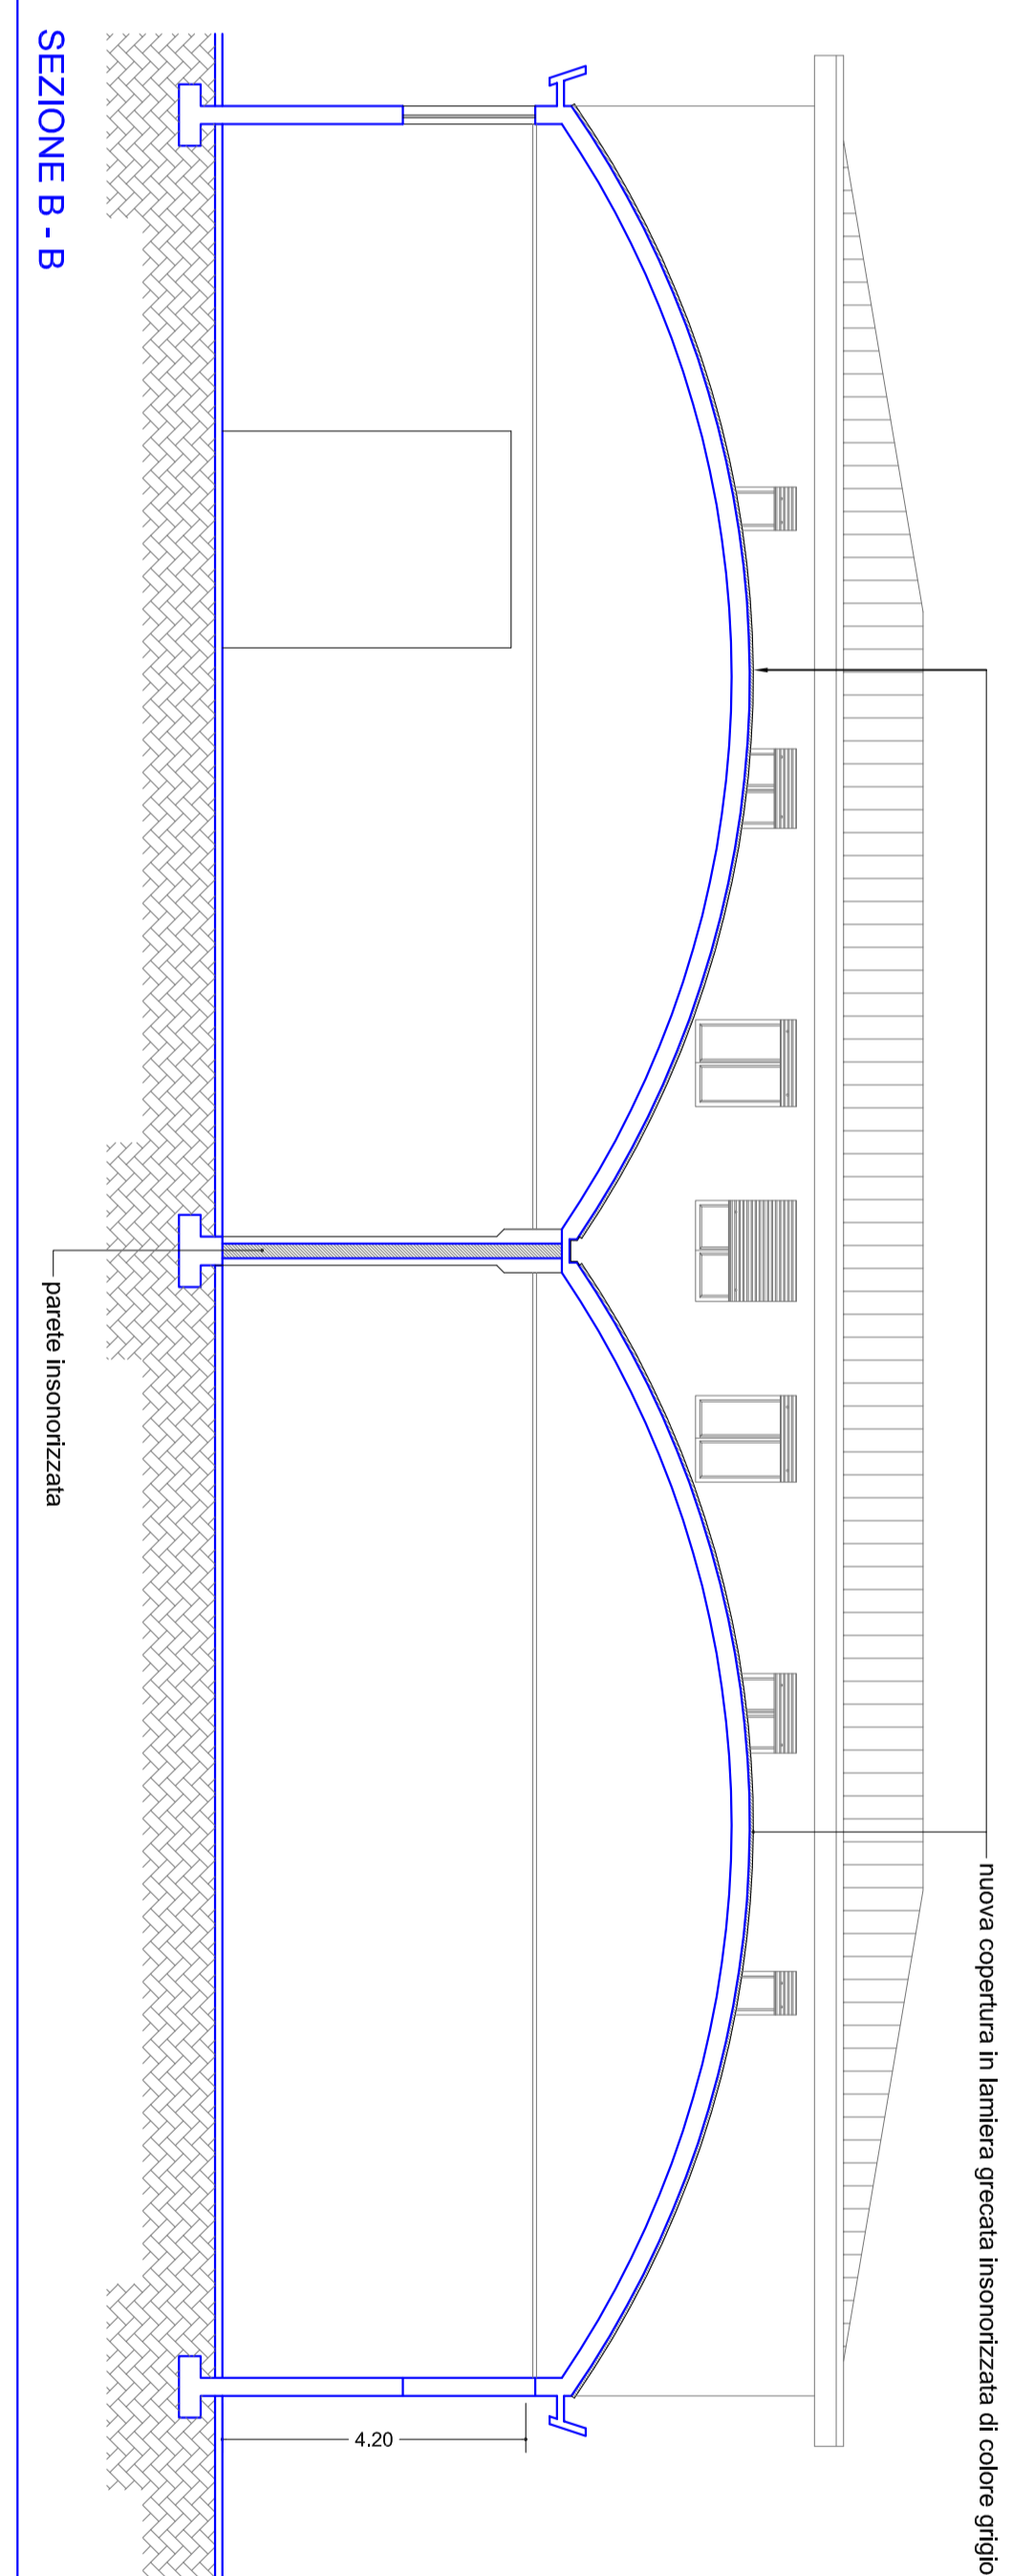 nuova copertura in lamiera grecata insonorizzata di colore grigio
4.20
parete insonorizzata
SEZIONE B - B